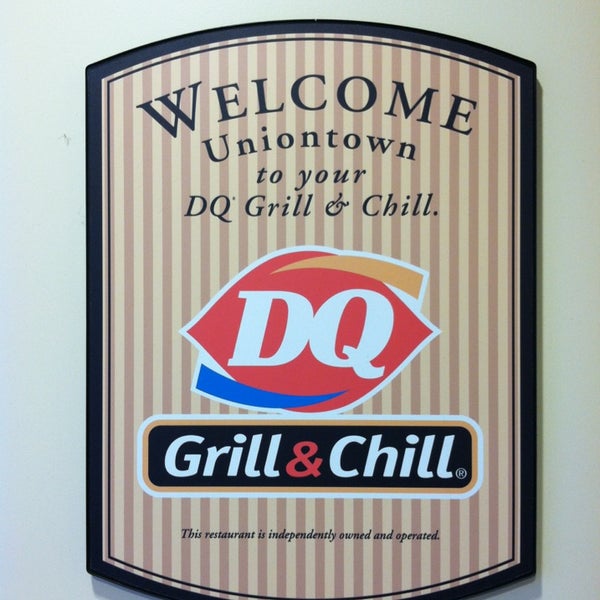 WELCOME
Uniontown
to your
DQ® Grill & Chill.
DQ
Grill & Chill®
This restaurant is independently owned and operated.